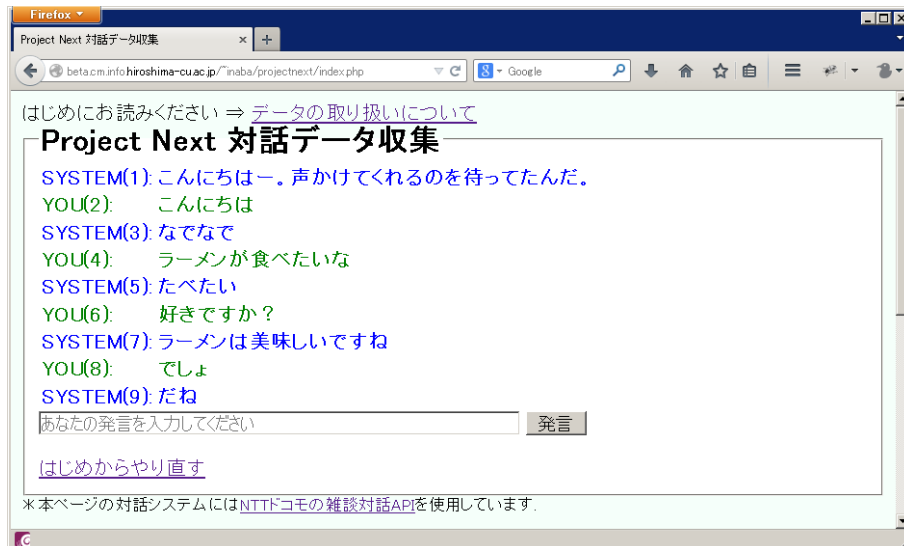 Firefox
Project Next 対話データ収集
beta.cm.info.hiroshima-cu.ac.jp/~inaba/projectnext/index.php
Google
はじめにお読みください ⇒ データの取り扱いについて
Project Next 対話データ収集
SYSTEM(1): こんにちはー。声かけてくれるのを待ってたんだ。
YOU(2): こんにちは
SYSTEM(3): なでなで
YOU(4): ラーメンが食べたいな
SYSTEM(5): たべたい
YOU(6): 好きですか？
SYSTEM(7): ラーメンは美味しいですね
YOU(8): でしょ
SYSTEM(9): だね
あなたの発言を入力してください 発言
はじめからやり直す
＊本ページの対話システムにはNTTドコモの雑談対話APIを使用しています.